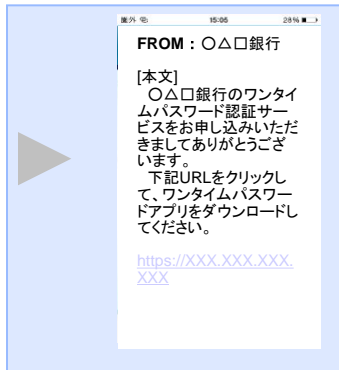 圏外 15:05 28%
FROM：〇△□銀行
[本文]
〇△□銀行のワンタイ
ムパスワード認証サー
ビスをお申し込みいただ
きましてありがとうござ
います。
下記URLをクリックし
て、ワンタイムパスワー
ドアプリをダウンロードし
てください。
https://XXX.XXX.XXX.
XXX